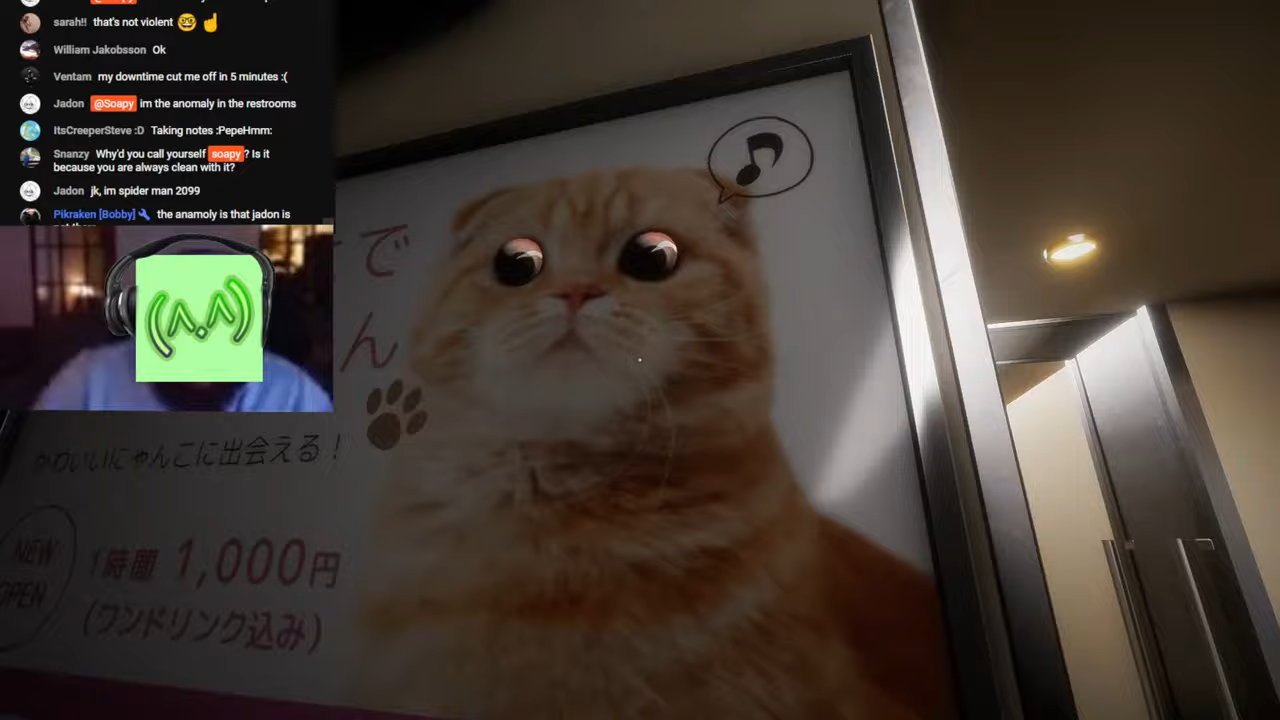 sarah!! that's not violent 🤓 ☝
William Jakobsson Ok
Ventam my downtime cut me off in 5 minutes :(
Jadon @Soapy im the anomaly in the restrooms
ItsCreeperSteve :D Taking notes :PepeHmm:
Snanzy Why'd you call yourself soapy? Is it
because you are always clean with it?
Jadon jk, im spider man 2099
Pikraken [Bobby] the anamoly is that jadon is
(^.^)
で
ん
かわいいにゃんこに出会える！
NEW
OPEN
1時間 1,000円
(ワンドリンク込み)